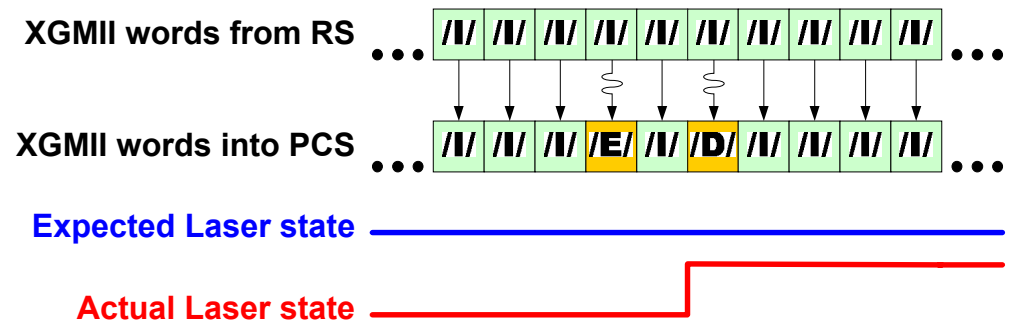 XGMII words from RS ... /I/ /I/ /I/ /I/ /I/ /I/ /I/ /I/ /I/ /I/ ...
XGMII words into PCS ... /I/ /I/ /I/ /E/ /I/ /D/ /I/ /I/ /I/ /I/ ...
Expected Laser state
Actual Laser state